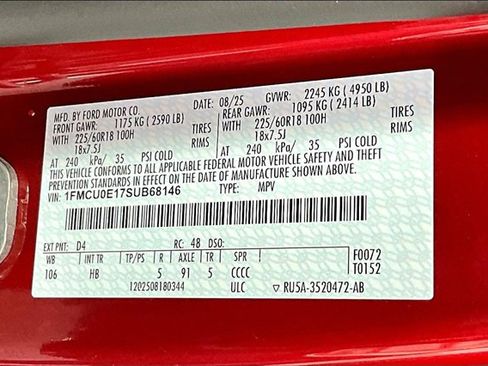 MFD. BY FORD MOTOR CO. DATE: 08/25 GVWR: 2245 KG ( 4950 LB)
FRONT GAWR: 1175 KG ( 2590 LB) REAR GAWR: 1095 KG ( 2414 LB)
WITH 225/60R18 100H TIRES WITH 225/60R18 100H TIRES
18x7.5J RIMS 18x7.5J RIMS
AT 240 kPa/ 35 PSI COLD AT 240 kPa/ 35 PSI COLD
THIS VEHICLE CONFORMS TO ALL APPLICABLE FEDERAL MOTOR VEHICLE SAFETY AND THEFT
PREVENTION STANDARDS IN EFFECT ON THE DATE OF MANUFACTURE SHOWN ABOVE.
VIN: 1FMCU0E17SUB68146 TYPE: MPV
F0072
T0152
EXT PNT: D4 RC: 48 DSO:
WB INT TR TP/PS R AXLE TR SPR
106 HB 5 91 5 CCCC
1202508180344 ULC RU5A-3520472-AB